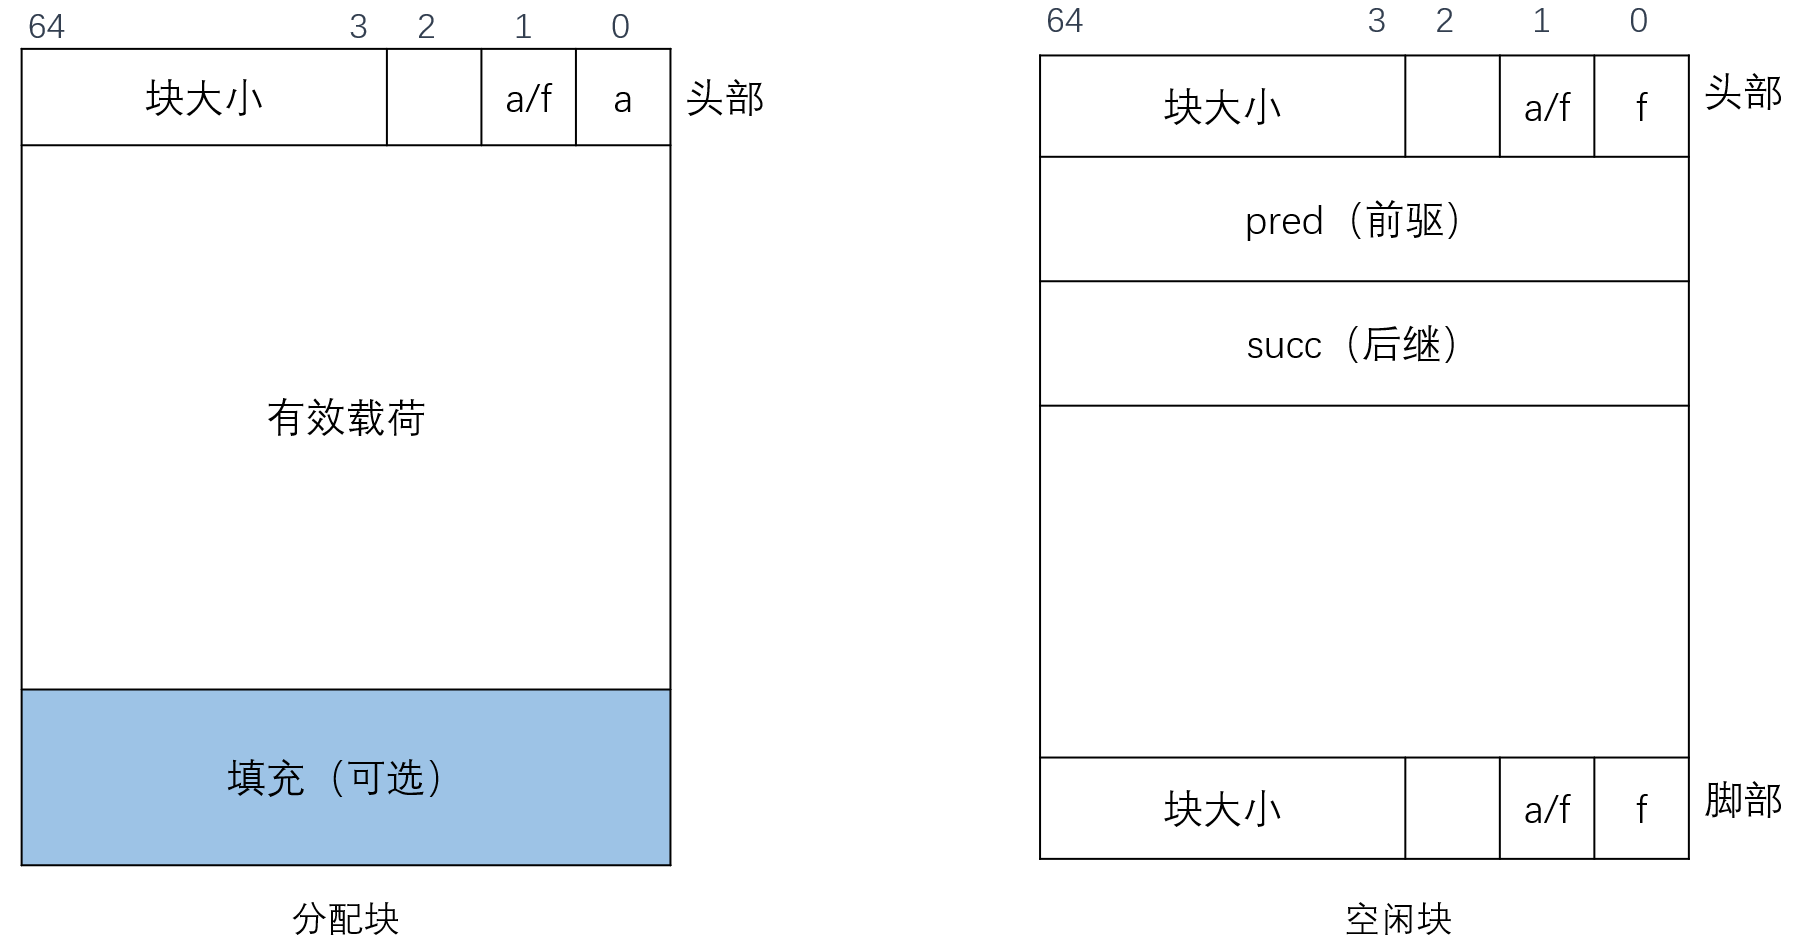 64 3 2 1 0
块大小 a/f a 头部
有效载荷
填充（可选）
分配块
64 3 2 1 0
块大小 a/f f 头部
pred（前驱）
succ（后继）
块大小 a/f f 脚部
空闲块